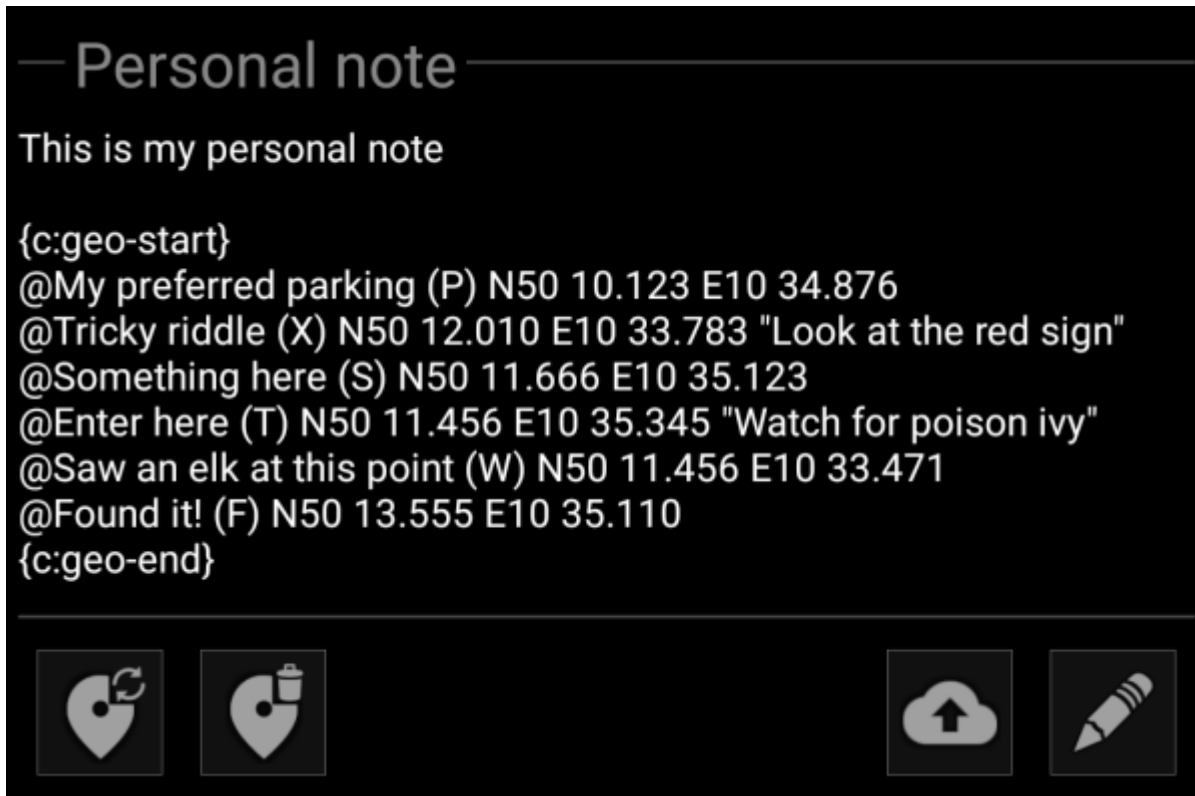 Personal note
This is my personal note
{c:geo-start}
@My preferred parking (P) N50 10.123 E10 34.876
@Tricky riddle (X) N50 12.010 E10 33.783 "Look at the red sign"
@Something here (S) N50 11.666 E10 35.123
@Enter here (T) N50 11.456 E10 35.345 "Watch for poison ivy"
@Saw an elk at this point (W) N50 11.456 E10 33.471
@Found it! (F) N50 13.555 E10 35.110
{c:geo-end}